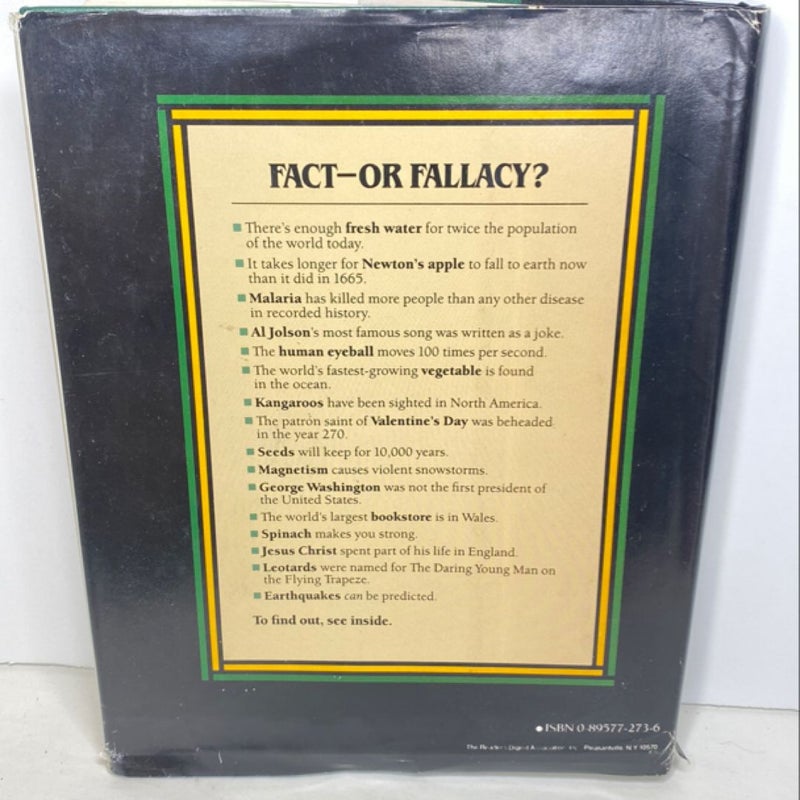 FACT—OR FALLACY?
■ There's enough fresh water for twice the population
of the world today.
■ It takes longer for Newton's apple to fall to earth now
than it did in 1665.
■ Malaria has killed more people than any other disease
in recorded history.
■ Al Jolson's most famous song was written as a joke.
■ The human eyeball moves 100 times per second.
■ The world's fastest-growing vegetable is found
in the ocean.
■ Kangaroos have been sighted in North America.
■ The patron saint of Valentine's Day was beheaded
in the year 270.
■ Seeds will keep for 10,000 years.
■ Magnetism causes violent snowstorms.
■ George Washington was not the first president of
the United States.
■ The world's largest bookstore is in Wales.
■ Spinach makes you strong.
■ Jesus Christ spent part of his life in England.
■ Leotards were named for The Daring Young Man on
the Flying Trapeze.
■ Earthquakes can be predicted.
To find out, see inside.
● ISBN 0-89577-273-6
The Reader's Digest Association, Inc. Pleasantville, N.Y. 10570